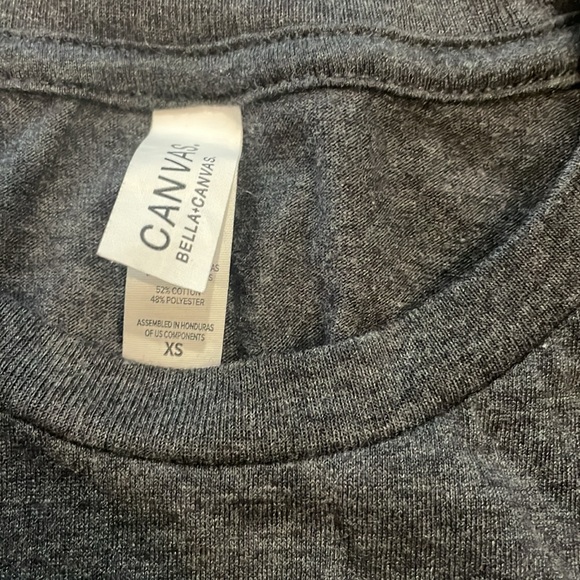 CANVAS.
BELLA+CANVAS.
52% COTTON
48% POLYESTER
ASSEMBLED IN HONDURAS
OF US COMPONENTS
XS